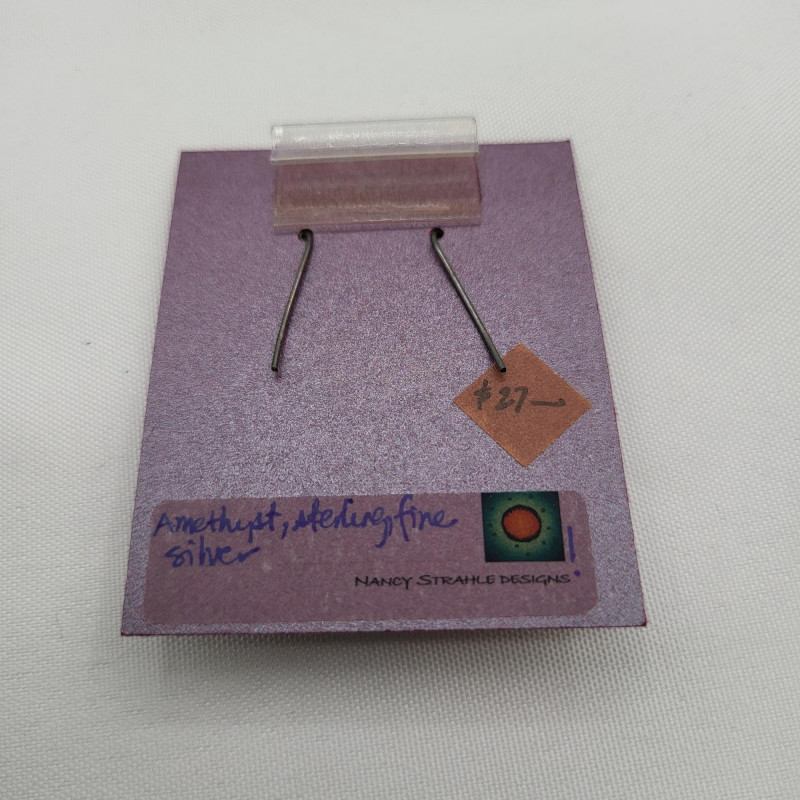 $27—
Amethyst, sterling, fine
silver
!
NANCY STRAHLE DESIGNS